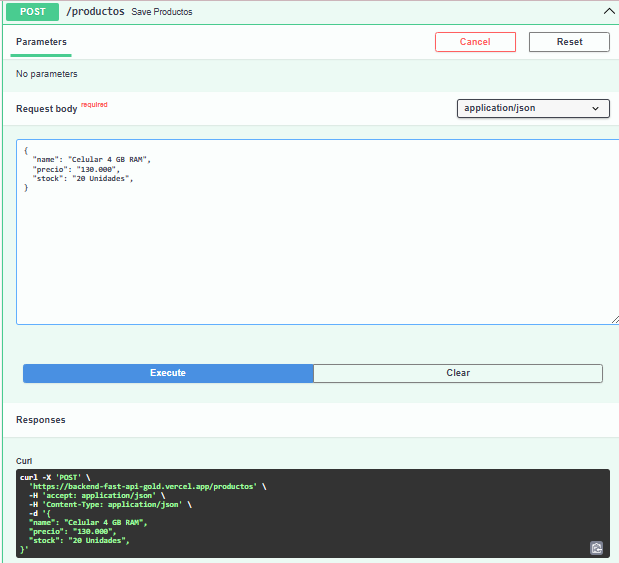 POST /productos Save Productos
Parameters
Cancel
Reset
No parameters
Request body required
application/json
{
"name": "Celular 4 GB RAM",
"precio": "130.000",
"stock": "20 Unidades",
}
Execute
Clear
Responses
Curl
curl -X 'POST' \
'https://backend-fast-api-gold.vercel.app/productos' \
-H 'accept: application/json' \
-H 'Content-Type: application/json' \
-d '{
"name": "Celular 4 GB RAM",
"precio": "130.000",
"stock": "20 Unidades",
}'